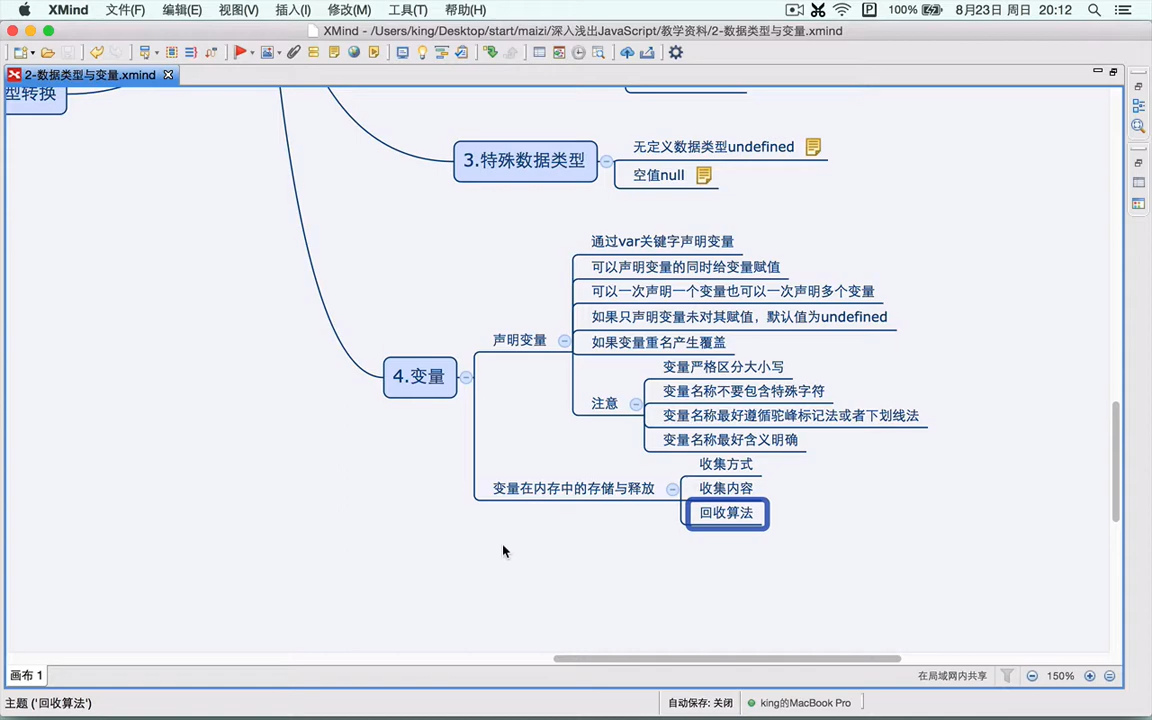 XMind 文件(F) 编辑(E) 视图(V) 插入(I) 修改(M) 工具(T) 帮助(H) 100% 8月23日 周日 20:12
XMind - /Users/king/Desktop/start/maizi/深入浅出JavaScript/教学资料/2-数据类型与变量.xmind
2-数据类型与变量.xmind
型转换
3.特殊数据类型
无定义数据类型undefined
空值null
4.变量
声明变量
通过var关键字声明变量
可以声明变量的同时给变量赋值
可以一次声明一个变量也可以一次声明多个变量
如果只声明变量未对其赋值，默认值为undefined
如果变量重名产生覆盖
注意
变量严格区分大小写
变量名称不要包含特殊字符
变量名称最好遵循驼峰标记法或者下划线法
变量名称最好含义明确
变量在内存中的存储与释放
收集方式
收集内容
回收算法
画布 1
在局域网内共享
150%
主题 ('回收算法')
自动保存: 关闭
king的MacBook Pro